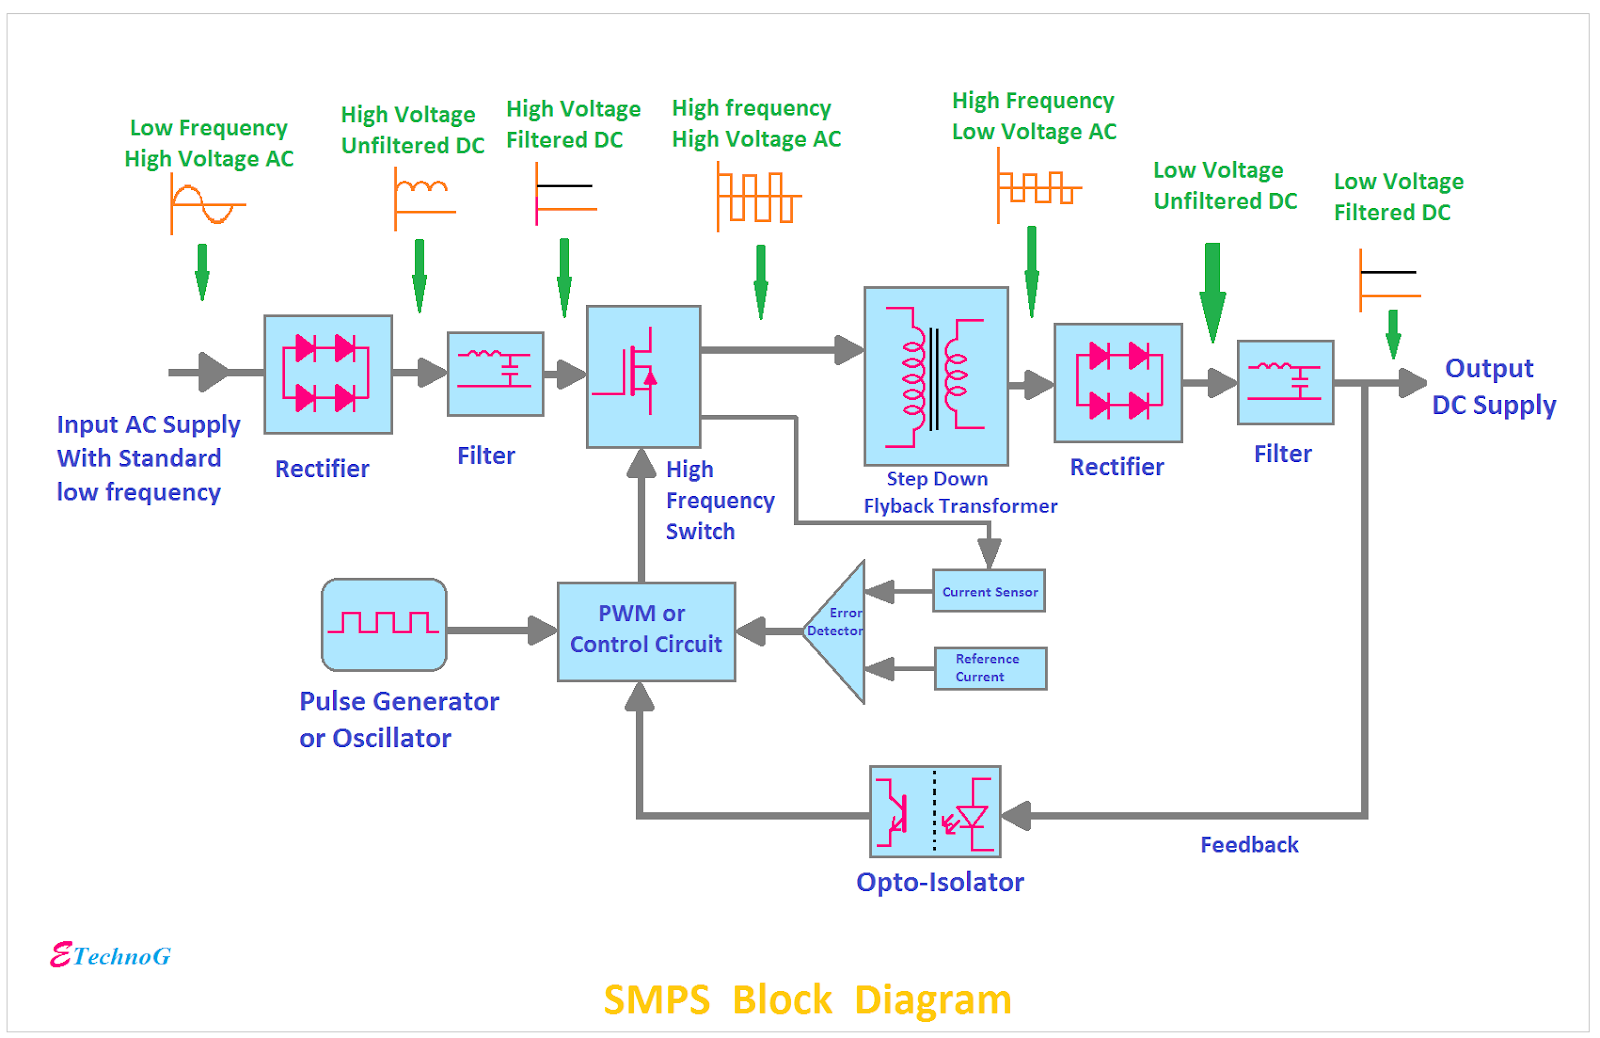 Low Frequency
High Voltage AC
High Voltage
Unfiltered DC
High Voltage
Filtered DC
High frequency
High Voltage AC
High Frequency
Low Voltage AC
Low Voltage
Unfiltered DC
Low Voltage
Filtered DC
Input AC Supply
With Standard
low frequency
Rectifier
Filter
High
Frequency
Switch
Step Down
Flyback Transformer
Rectifier
Filter
Output
DC Supply
Pulse Generator
or Oscillator
PWM or
Control Circuit
Error
Detector
Current Sensor
Reference
Current
Opto-Isolator
Feedback
ETechnoG
SMPS Block Diagram